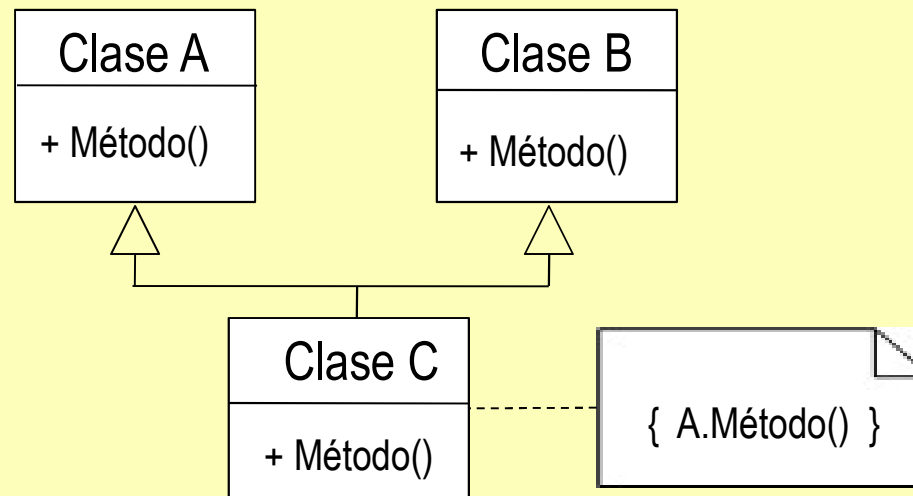 Clase A
+ Método()
Clase B
+ Método()
Clase C
+ Método()
{ A.Método() }